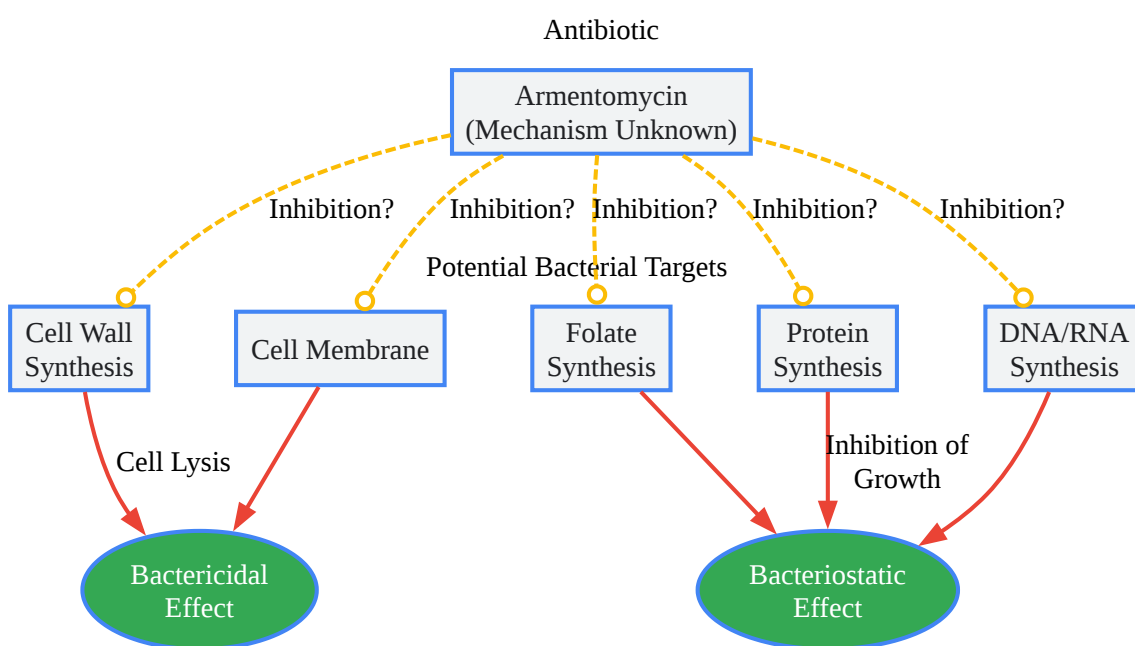 Antibiotic
Armentomycin
(Mechanism Unknown)
Inhibition?
Inhibition?
Inhibition?
Inhibition?
Inhibition?
Potential Bacterial Targets
Cell Wall
Synthesis
Cell Membrane
Folate
Synthesis
Protein
Synthesis
DNA/RNA
Synthesis
Cell Lysis
Inhibition of
Growth
Bactericidal
Effect
Bacteriostatic
Effect